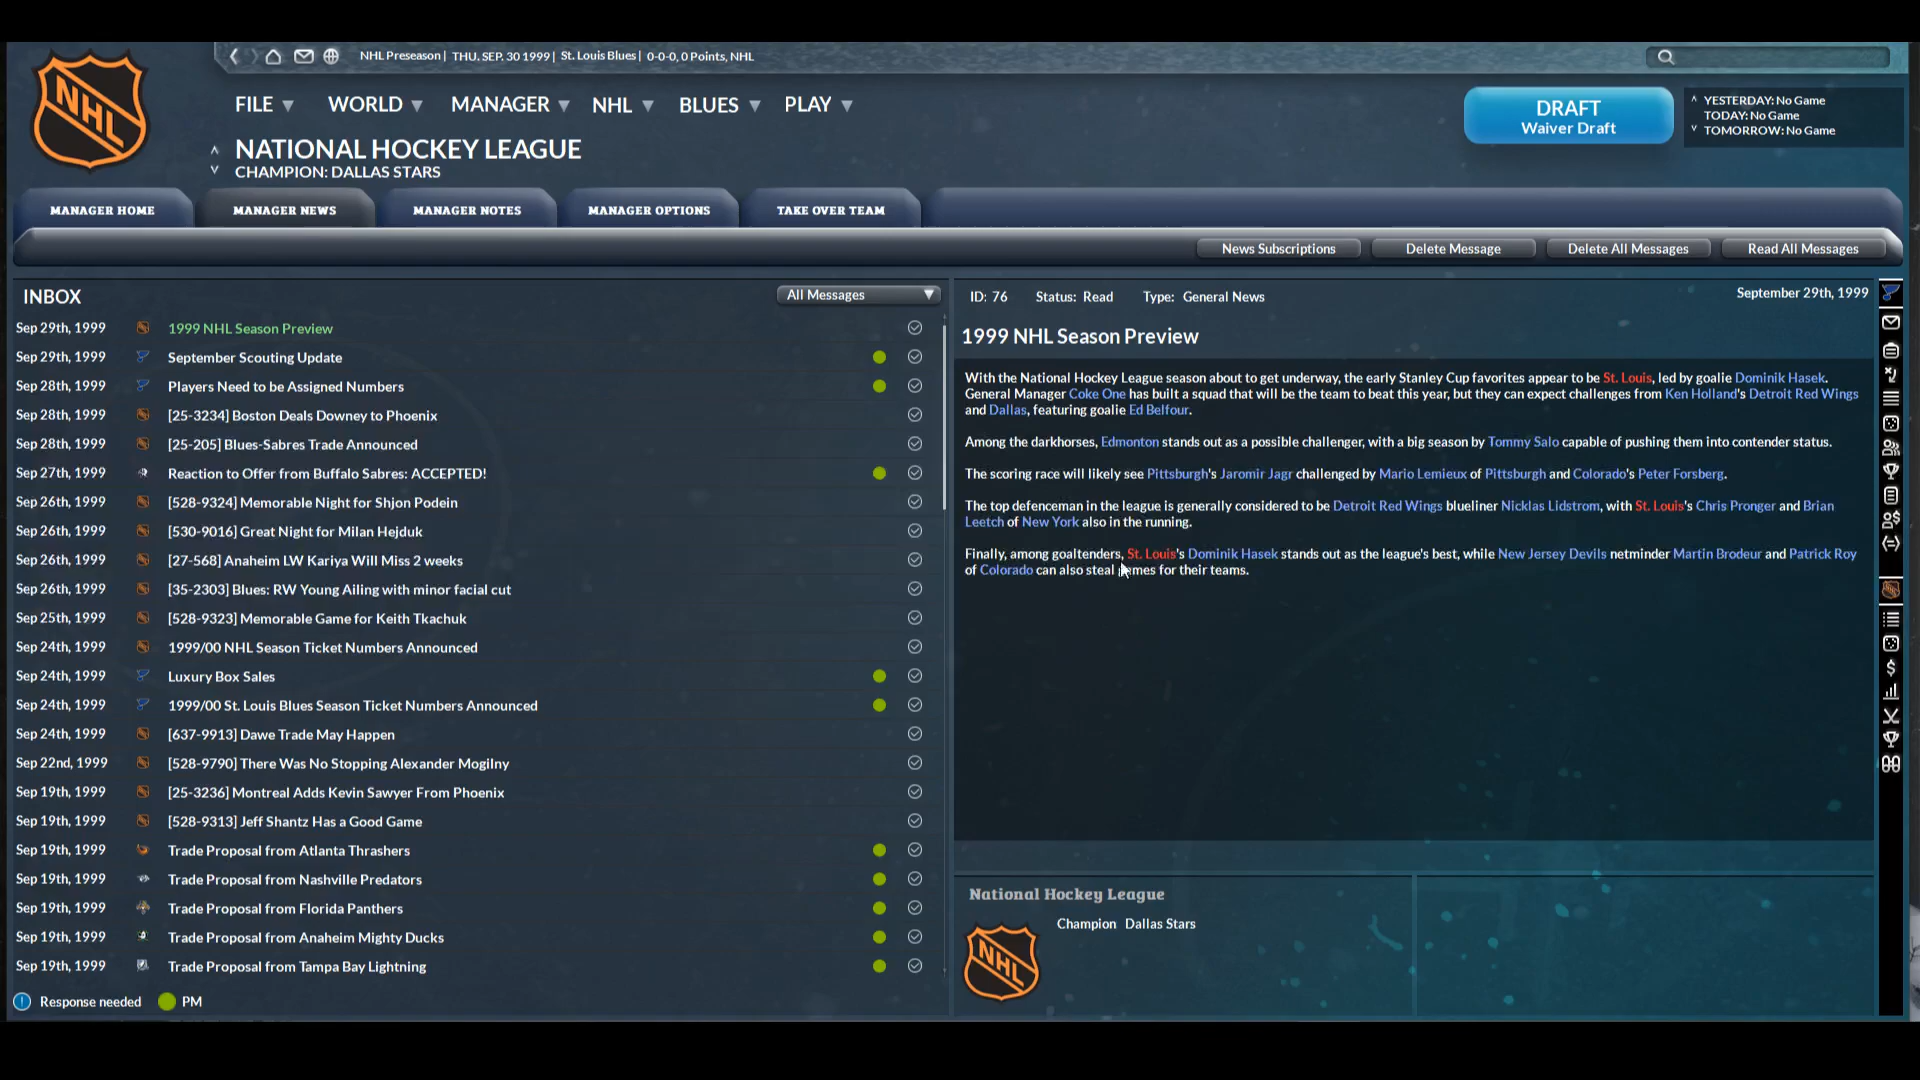 NHL Preseason | THU. SEP. 30 1999 | St. Louis Blues | 0-0-0, 0 Points, NHL
NHL
FILE WORLD MANAGER NHL BLUES PLAY
DRAFT
Waiver Draft
YESTERDAY: No Game
TODAY: No Game
TOMORROW: No Game
NATIONAL HOCKEY LEAGUE
CHAMPION: DALLAS STARS
MANAGER HOME MANAGER NEWS MANAGER NOTES MANAGER OPTIONS TAKE OVER TEAM
News Subscriptions Delete Message Delete All Messages Read All Messages
INBOX All Messages
Sep 29th, 1999 1999 NHL Season Preview
Sep 29th, 1999 September Scouting Update
Sep 28th, 1999 Players Need to be Assigned Numbers
Sep 28th, 1999 [25-3234] Boston Deals Downey to Phoenix
Sep 28th, 1999 [25-205] Blues-Sabres Trade Announced
Sep 27th, 1999 Reaction to Offer from Buffalo Sabres: ACCEPTED!
Sep 26th, 1999 [528-9324] Memorable Night for Shjon Podein
Sep 26th, 1999 [530-9016] Great Night for Milan Hejduk
Sep 26th, 1999 [27-568] Anaheim LW Kariya Will Miss 2 weeks
Sep 26th, 1999 [35-2303] Blues: RW Young Ailing with minor facial cut
Sep 25th, 1999 [528-9323] Memorable Game for Keith Tkachuk
Sep 24th, 1999 1999/00 NHL Season Ticket Numbers Announced
Sep 24th, 1999 Luxury Box Sales
Sep 24th, 1999 1999/00 St. Louis Blues Season Ticket Numbers Announced
Sep 24th, 1999 [637-9913] Dawe Trade May Happen
Sep 22nd, 1999 [528-9790] There Was No Stopping Alexander Mogilny
Sep 19th, 1999 [25-3236] Montreal Adds Kevin Sawyer From Phoenix
Sep 19th, 1999 [528-9313] Jeff Shantz Has a Good Game
Sep 19th, 1999 Trade Proposal from Atlanta Thrashers
Sep 19th, 1999 Trade Proposal from Nashville Predators
Sep 19th, 1999 Trade Proposal from Florida Panthers
Sep 19th, 1999 Trade Proposal from Anaheim Mighty Ducks
Sep 19th, 1999 Trade Proposal from Tampa Bay Lightning
Response needed PM
ID: 76 Status: Read Type: General News September 29th, 1999
1999 NHL Season Preview
With the National Hockey League season about to get underway, the early Stanley Cup favorites appear to be St. Louis, led by goalie Dominik Hasek.
General Manager Coke One has built a squad that will be the team to beat this year, but they can expect challenges from Ken Holland's Detroit Red Wings
and Dallas, featuring goalie Ed Belfour.
Among the darkhorses, Edmonton stands out as a possible challenger, with a big season by Tommy Salo capable of pushing them into contender status.
The scoring race will likely see Pittsburgh's Jaromir Jagr challenged by Mario Lemieux of Pittsburgh and Colorado's Peter Forsberg.
The top defenceman in the league is generally considered to be Detroit Red Wings blueliner Nicklas Lidstrom, with St. Louis's Chris Pronger and Brian
Leetch of New York also in the running.
Finally, among goaltenders, St. Louis's Dominik Hasek stands out as the league's best, while New Jersey Devils netminder Martin Brodeur and Patrick Roy
of Colorado can also steal games for their teams.
National Hockey League
Champion Dallas Stars
NHL